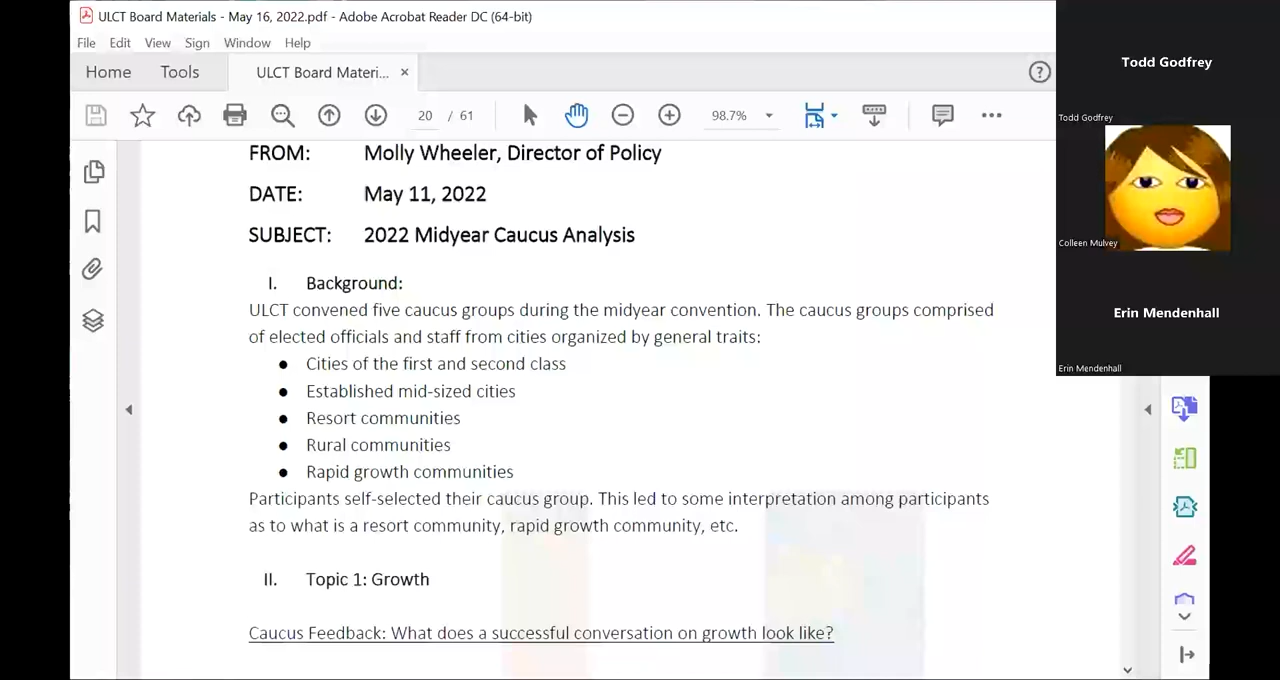 ULCT Board Materials - May 16, 2022.pdf - Adobe Acrobat Reader DC (64-bit)
File Edit View Sign Window Help
Home Tools ULCT Board Materi... ×
20 / 61 98.7%
FROM: Molly Wheeler, Director of Policy
DATE: May 11, 2022
SUBJECT: 2022 Midyear Caucus Analysis
I. Background:
ULCT convened five caucus groups during the midyear convention. The caucus groups comprised
of elected officials and staff from cities organized by general traits:
● Cities of the first and second class
● Established mid-sized cities
● Resort communities
● Rural communities
● Rapid growth communities
Participants self-selected their caucus group. This led to some interpretation among participants
as to what is a resort community, rapid growth community, etc.
II. Topic 1: Growth
Caucus Feedback: What does a successful conversation on growth look like?
Todd Godfrey
Todd Godfrey
Colleen Mulvey
Erin Mendenhall
Erin Mendenhall